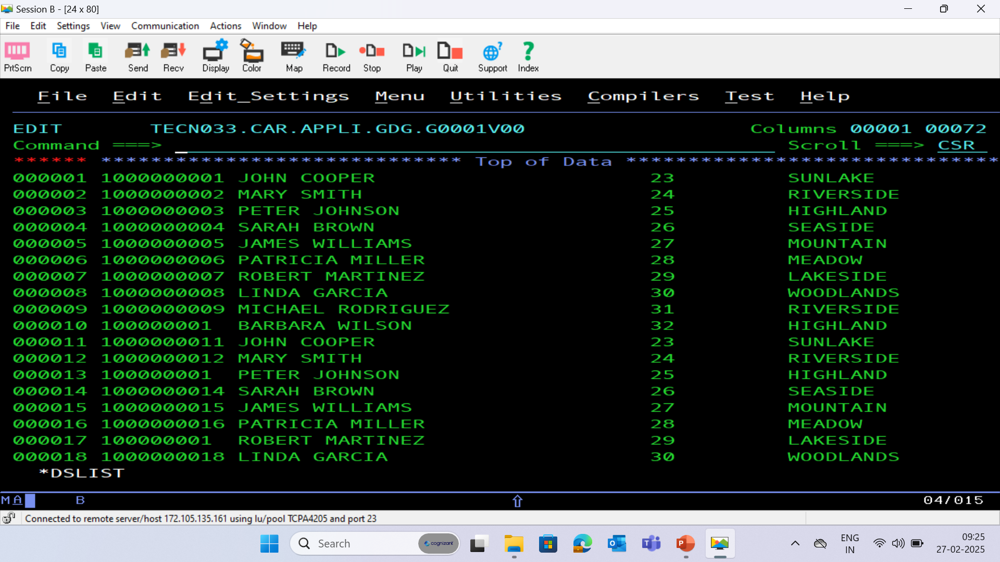 Session B - [24 x 80]
File Edit Settings View Communication Actions Window Help
PrtScrn Copy Paste Send Recv Display Color Map Record Stop Play Quit Support Index
File Edit Edit_Settings Menu Utilities Compilers Test Help
EDIT TECN033.CAR.APPLI.GDG.G0001V00 Columns 00001 00072
Command ===> Scroll ===> CSR
****** ***************************** Top of Data ******************************
000001 1000000001 JOHN COOPER 23 SUNLAKE
000002 1000000002 MARY SMITH 24 RIVERSIDE
000003 1000000003 PETER JOHNSON 25 HIGHLAND
000004 1000000004 SARAH BROWN 26 SEASIDE
000005 1000000005 JAMES WILLIAMS 27 MOUNTAIN
000006 1000000006 PATRICIA MILLER 28 MEADOW
000007 1000000007 ROBERT MARTINEZ 29 LAKESIDE
000008 1000000008 LINDA GARCIA 30 WOODLANDS
000009 1000000009 MICHAEL RODRIGUEZ 31 RIVERSIDE
000010 100000001 BARBARA WILSON 32 HIGHLAND
000011 1000000011 JOHN COOPER 23 SUNLAKE
000012 1000000012 MARY SMITH 24 RIVERSIDE
000013 100000001 PETER JOHNSON 25 HIGHLAND
000014 1000000014 SARAH BROWN 26 SEASIDE
000015 1000000015 JAMES WILLIAMS 27 MOUNTAIN
000016 1000000016 PATRICIA MILLER 28 MEADOW
000017 100000001 ROBERT MARTINEZ 29 LAKESIDE
000018 1000000018 LINDA GARCIA 30 WOODLANDS
*DSLIST
MA B 04/015
Connected to remote server/host 172.105.135.161 using lu/pool TCPA4205 and port 23
Search cognizant ENG IN 09:25
27-02-2025